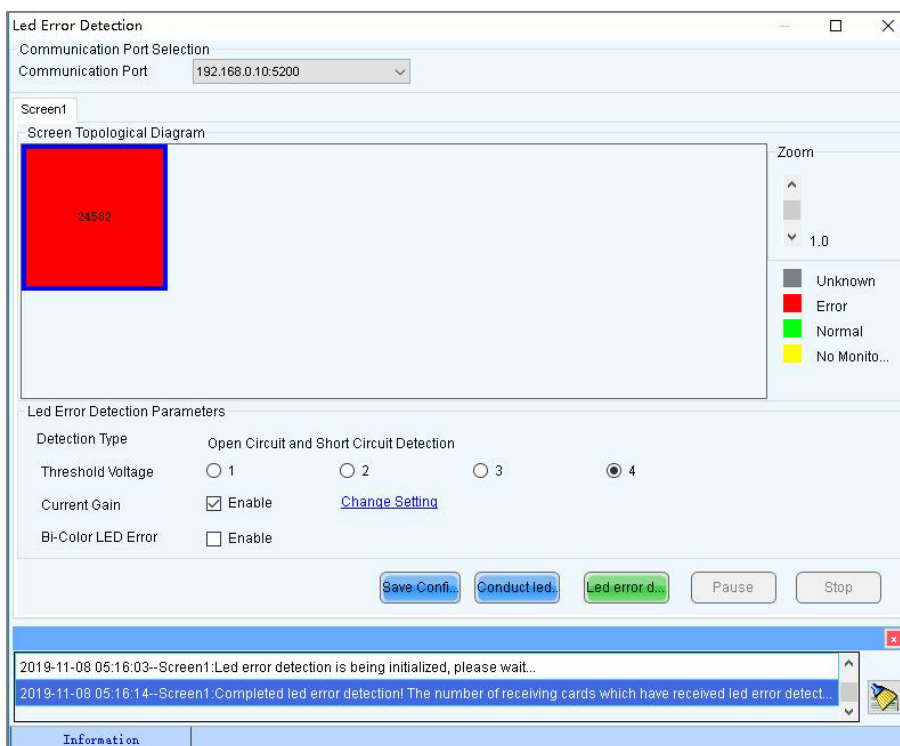 Led Error Detection
Communication Port Selection
Communication Port 192.168.0.10:5200
Screen1
Screen Topological Diagram
Zoom
24582
1.0
Unknown
Error
Normal
No Monito...
Led Error Detection Parameters
Detection Type Open Circuit and Short Circuit Detection
Threshold Voltage 1 2 3 4
Current Gain Enable Change Setting
Bi-Color LED Error Enable
Save Confi... Conduct led.. Led error d... Pause Stop
2019-11-08 05:16:03--Screen1:Led error detection is being initialized, please wait...
2019-11-08 05:16:14--Screen1:Completed led error detection! The number of receiving cards which have received led error detect...
Information